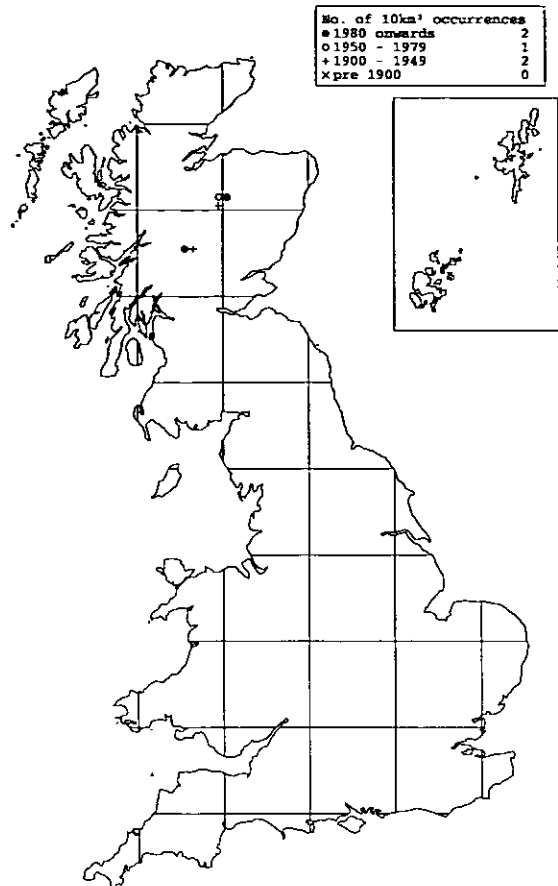 No. of 10km² occurrences
● 1980 onwards 2
○ 1950 - 1979 1
+ 1900 - 1949 2
× pre 1900 0